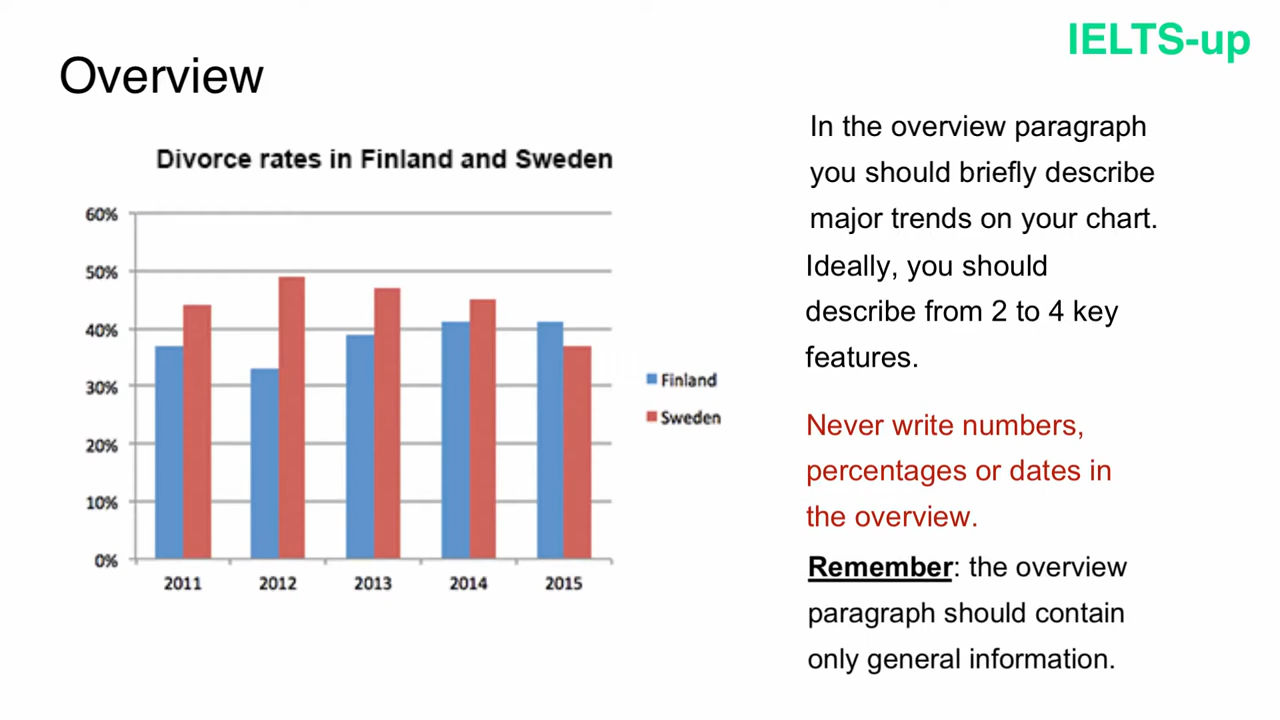 IELTS-up
Overview
Divorce rates in Finland and Sweden
60%
50%
40%
30%
20%
10%
0%
2011 2012 2013 2014 2015
Finland
Sweden
In the overview paragraph
you should briefly describe
major trends on your chart.
Ideally, you should
describe from 2 to 4 key
features.
Never write numbers,
percentages or dates in
the overview.
Remember: the overview
paragraph should contain
only general information.